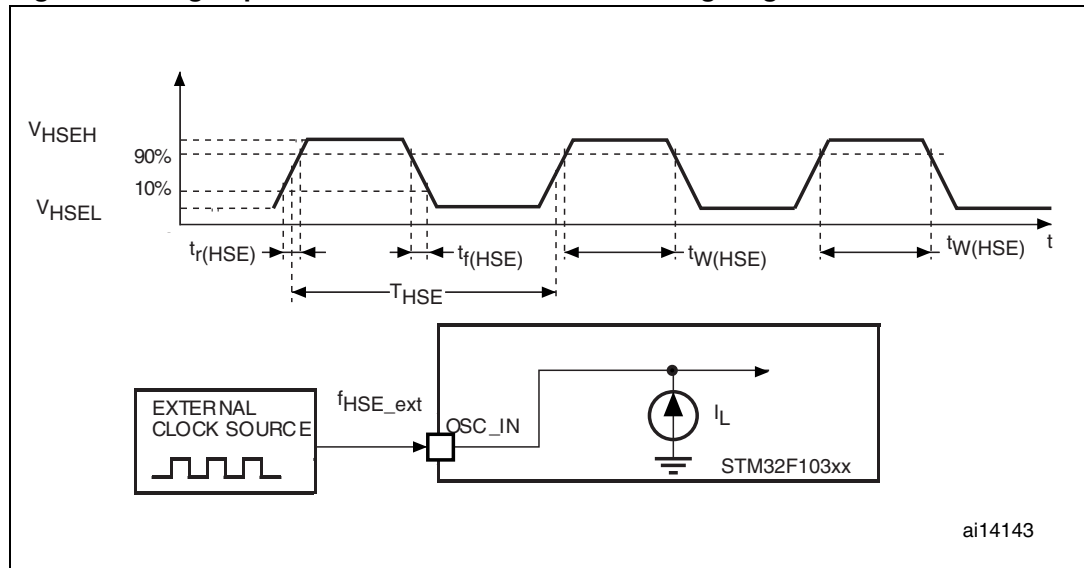 VHSEH
90%
10%
VHSEL
tr(HSE)
tf(HSE)
tW(HSE)
tW(HSE)
t
THSE
EXTERNAL
CLOCK SOURCE
fHSE_ext
OSC_IN
IL
STM32F103xx
ai14143